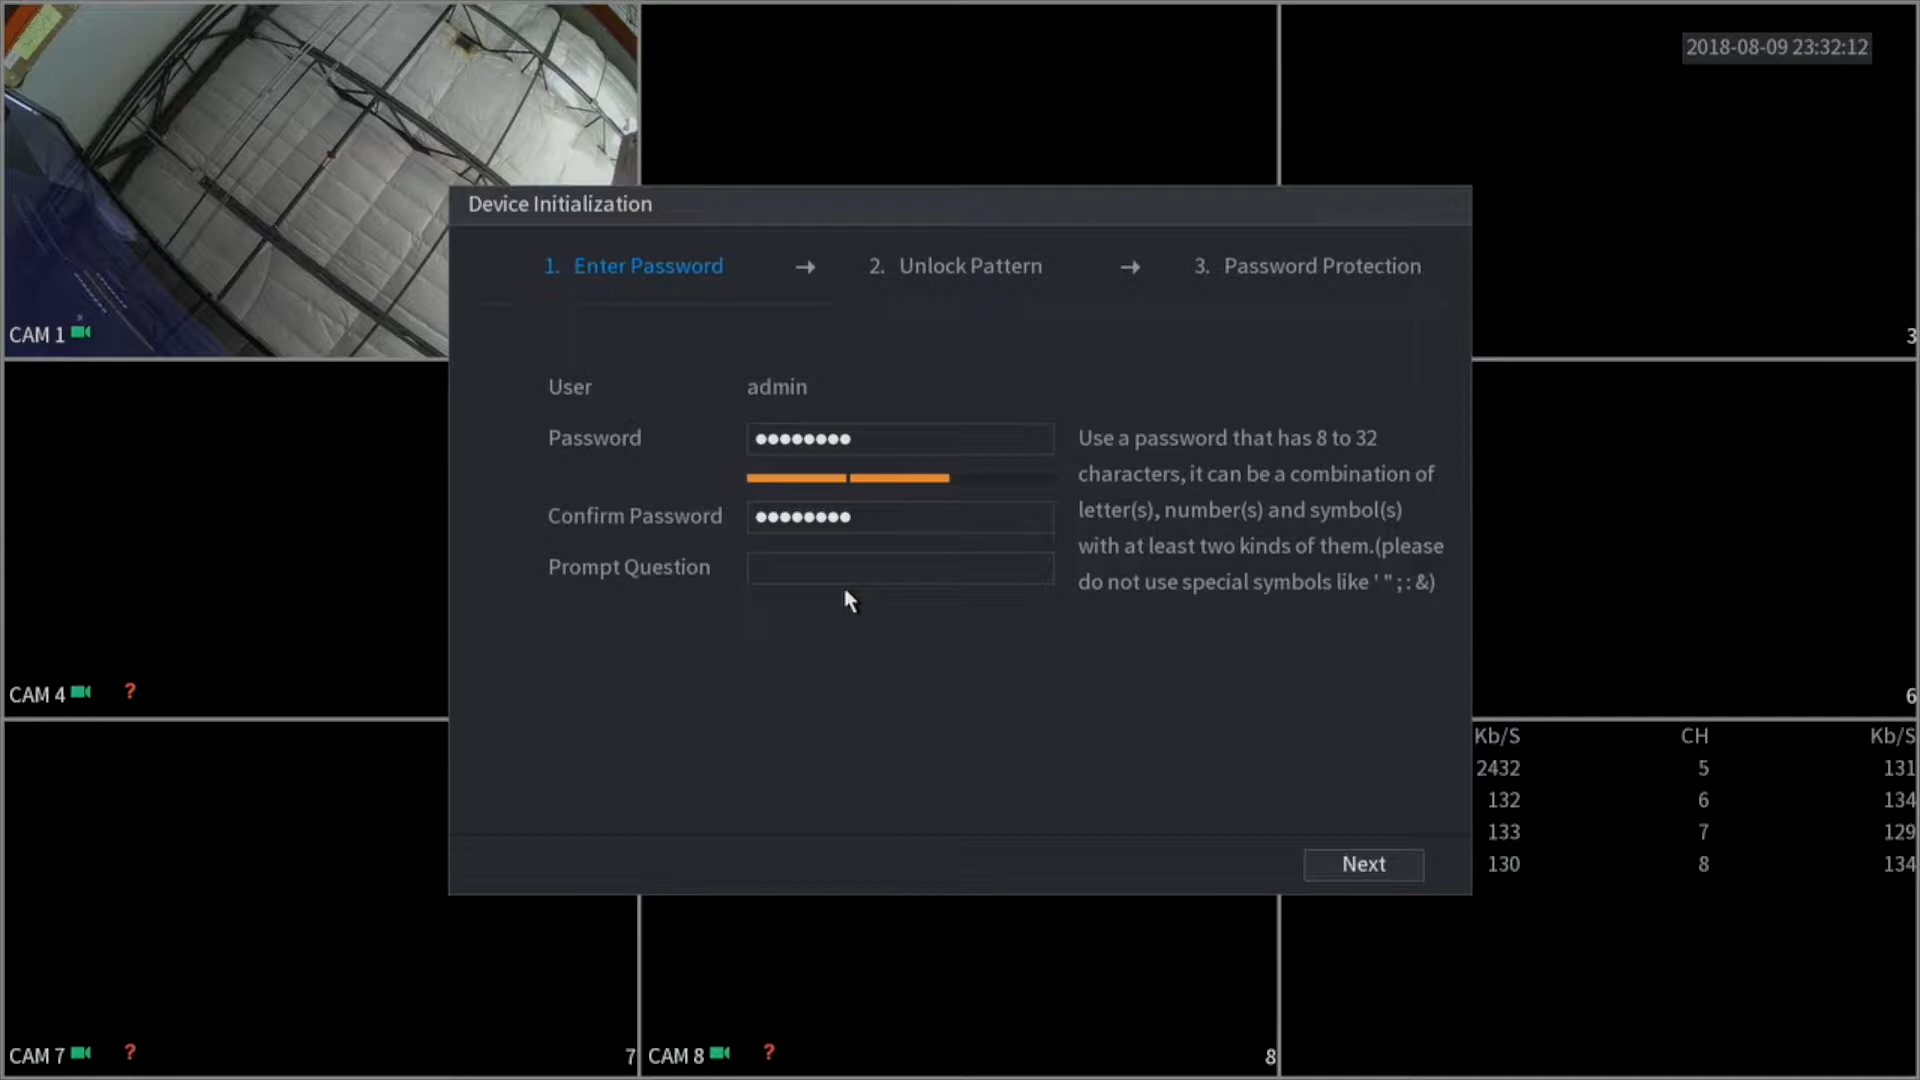 2018-08-09 23:32:12
Device Initialization
1. Enter Password → 2. Unlock Pattern → 3. Password Protection
CAM 1
3
User admin
Password ●●●●●●●●
Use a password that has 8 to 32
characters, it can be a combination of
letter(s), number(s) and symbol(s)
with at least two kinds of them.(please
do not use special symbols like ' " ; : &)
Confirm Password ●●●●●●●●
Prompt Question
CAM 4 ?
6
Kb/S CH Kb/S
2432 5 131
132 6 134
133 7 129
130 8 134
Next
CAM 7 ? 7
CAM 8 ? 8